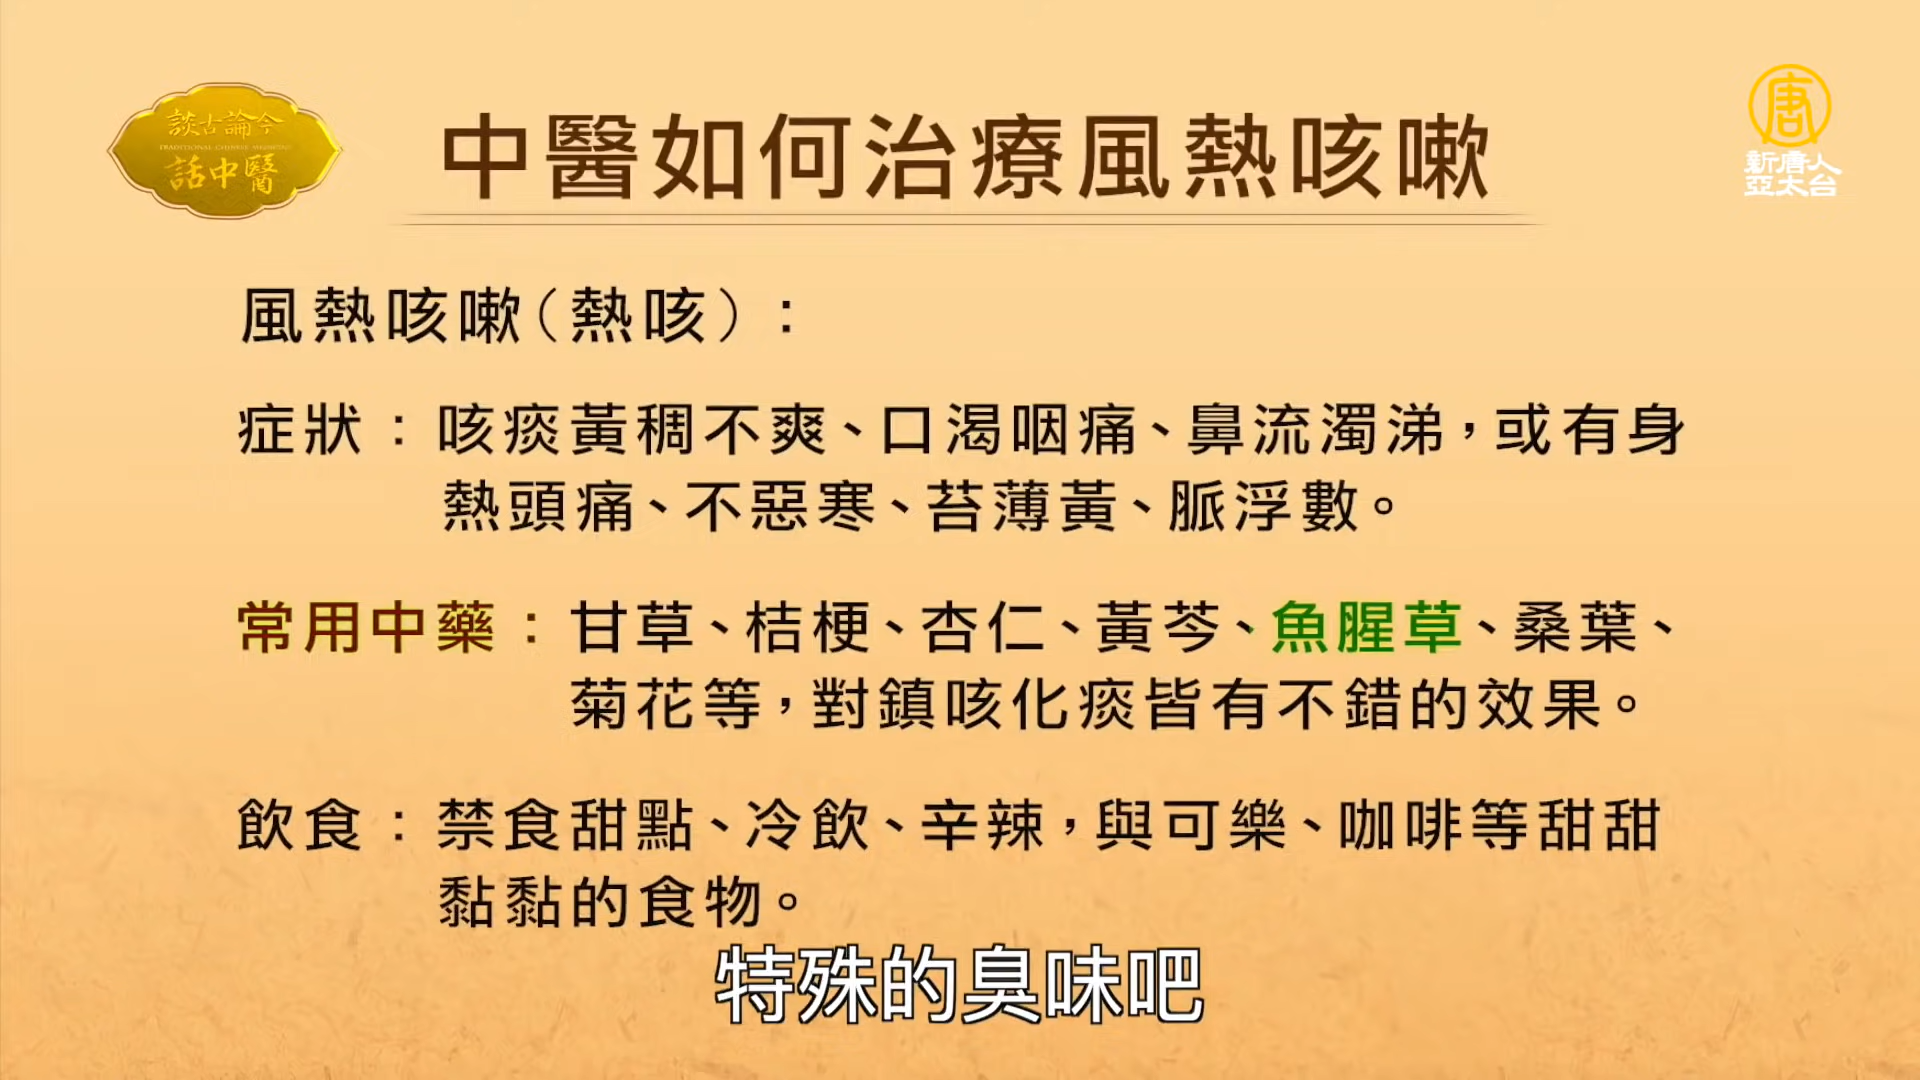 談古論今
TRADITIONAL CHINESE MEDICINE
話中醫
中醫如何治療風熱咳嗽
唐
新唐人
亞太台
風熱咳嗽(熱咳)：
症狀：咳痰黃稠不爽、口渴咽痛、鼻流濁涕，或有身
熱頭痛、不惡寒、苔薄黃、脈浮數。
常用中藥：甘草、桔梗、杏仁、黃芩、魚腥草、桑葉、
菊花等，對鎮咳化痰皆有不錯的效果。
飲食：禁食甜點、冷飲、辛辣，與可樂、咖啡等甜甜
黏黏的食物。
特殊的臭味吧